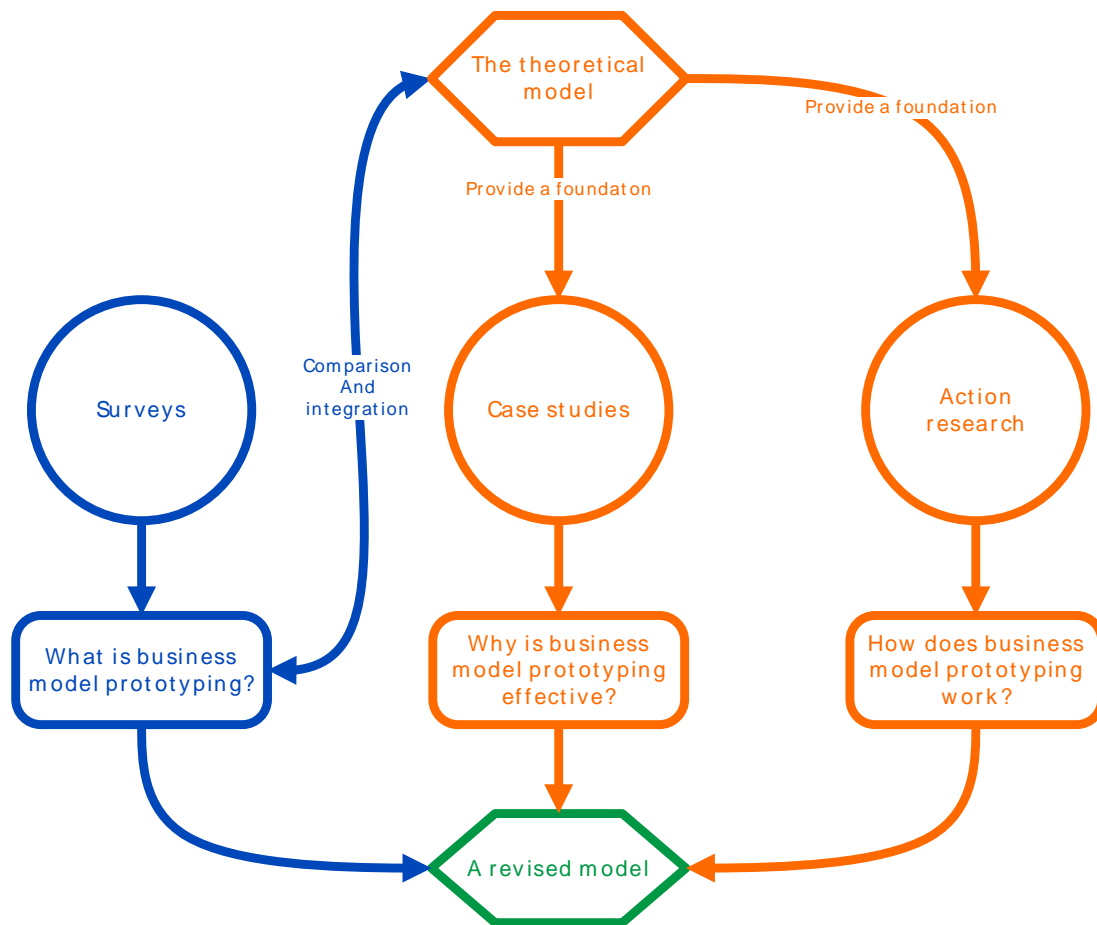 The theoretical
model
Provide a foundation
Provide a foundaton
Comparison
And
integration
Surveys
Case studies
Action
research
What is business
model prototyping?
Why is business
model prototyping
effective?
How does business
model prototyping
work?
A revised model